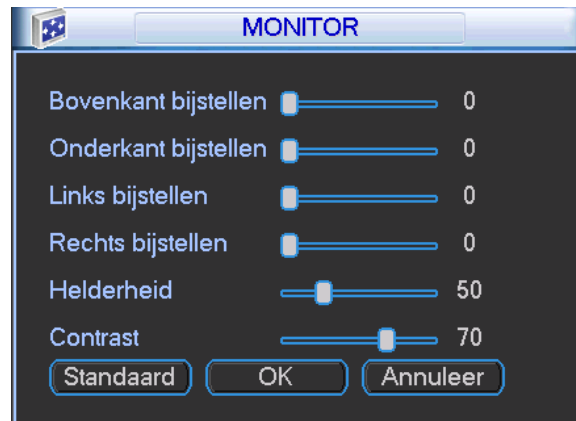 MONITOR
Bovenkant bijstellen 0
Onderkant bijstellen 0
Links bijstellen 0
Rechts bijstellen 0
Helderheid 50
Contrast 70
Standaard OK Annuleer